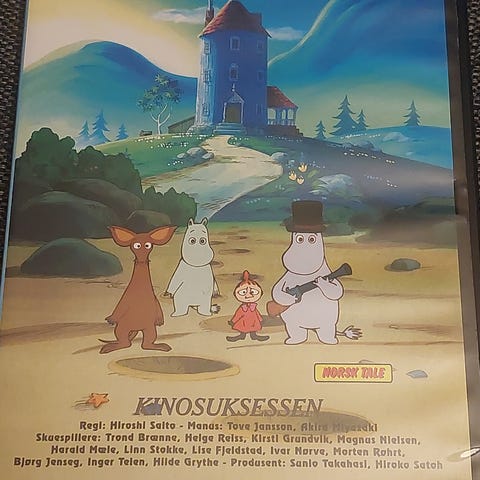 NORSK TALE
KINOSUKSESSEN
Regi: Hiroshi Saito - Manus: Tove Jansson, Akira Miyazaki
Skuespillere: Trond Brænne, Helge Reiss, Kirsti Grundvik, Magnus Nielsen,
Harald Mæle, Linn Stokke, Lise Fjeldstad, Ivar Nørve, Morten Røhrt,
Bjørg Jenseg, Inger Teien, Hilde Grythe - Produsent: Sanio Takahasi, Hiroko Satoh